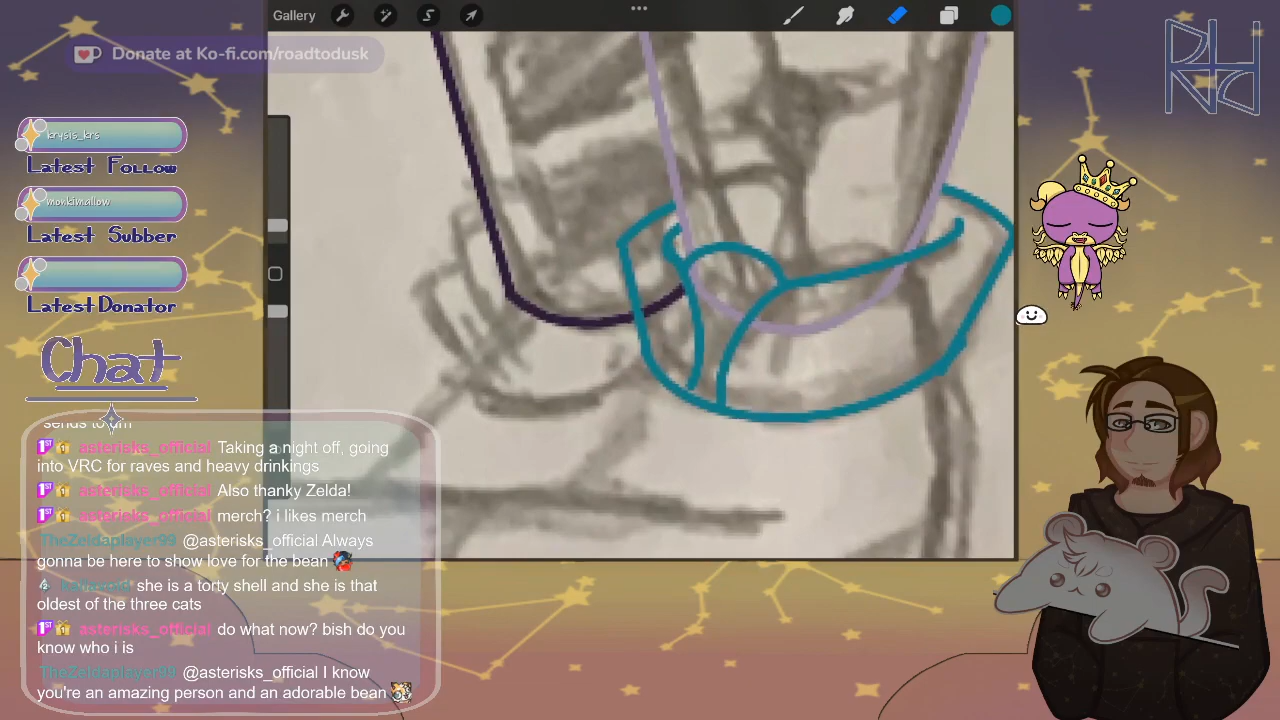 Gallery
Donate at Ko-fi.com/roadtodusk
krysis_krs
Latest Follow
monkimallow
Latest Subber
Latest Donator
Chat
sends to um
asterisks_official Taking a night off, going
into VRC for raves and heavy drinkings
asterisks_official Also thanky Zelda!
asterisks_official merch? i likes merch
TheZeldaplayer99 @asterisks_official Always
gonna be here to show love for the bean
she is a torty shell and she is that
oldest of the three cats
asterisks_official do what now? bish do you
know who i is
TheZeldaplayer99 @asterisks_official I know
you're an amazing person and an adorable bean